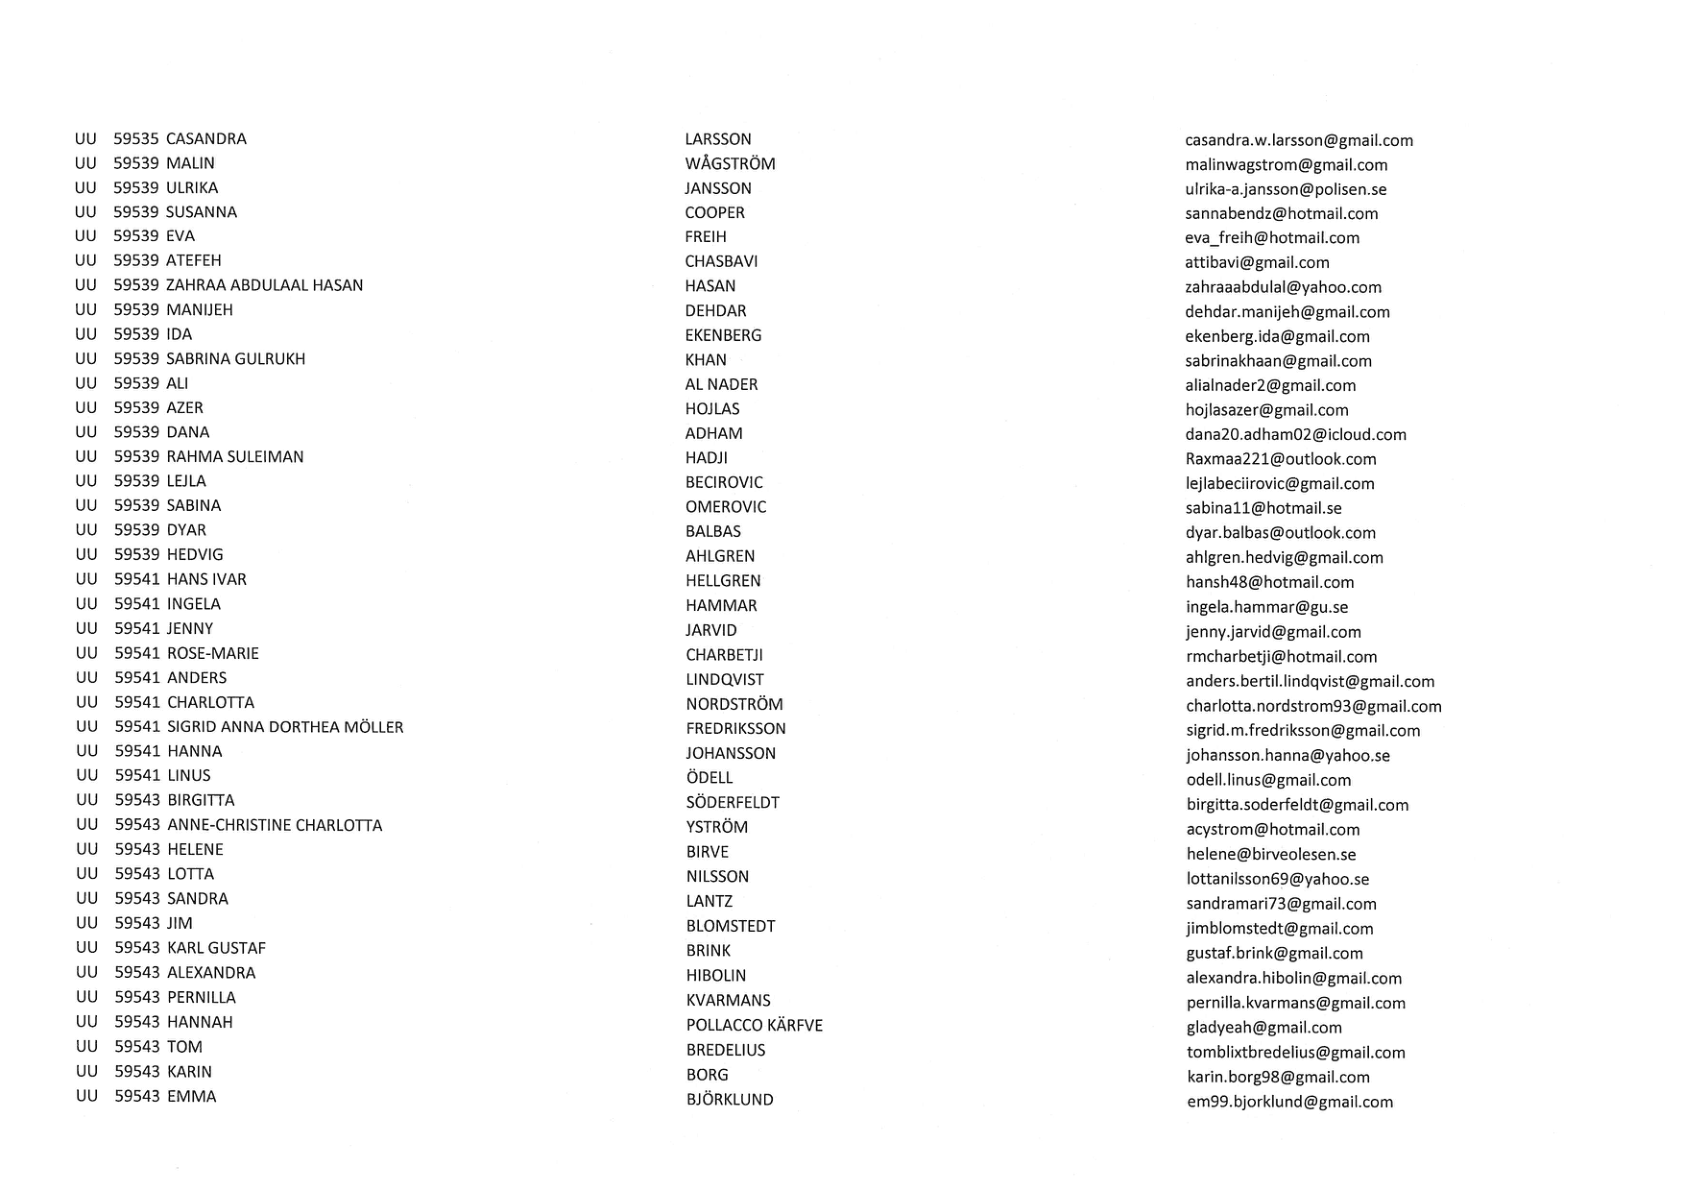 UU 59535 CASANDRA LARSSON casandra.w.larsson@gmail.com
UU 59539 MALIN WÅGSTRÖM malinwagstrom@gmail.com
UU 59539 ULRIKA JANSSON ulrika-a.jansson@polisen.se
UU 59539 SUSANNA COOPER sannabendz@hotmail.com
UU 59539 EVA FREIH eva_freih@hotmail.com
UU 59539 ATEFEH CHASBAVI attibavi@gmail.com
UU 59539 ZAHRAA ABDULAAL HASAN HASAN zahraaabdulal@yahoo.com
UU 59539 MANIJEH DEHDAR dehdar.manijeh@gmail.com
UU 59539 IDA EKENBERG ekenberg.ida@gmail.com
UU 59539 SABRINA GULRUKH KHAN sabrinakhaan@gmail.com
UU 59539 ALI AL NADER alialnader2@gmail.com
UU 59539 AZER HOJLAS hojlasazer@gmail.com
UU 59539 DANA ADHAM dana20.adham02@icloud.com
UU 59539 RAHMA SULEIMAN HADJI Raxmaa221@outlook.com
UU 59539 LEJLA BECIROVIC lejlabeciirovic@gmail.com
UU 59539 SABINA OMEROVIC sabina11@hotmail.se
UU 59539 DYAR BALBAS dyar.balbas@outlook.com
UU 59539 HEDVIG AHLGREN ahlgren.hedvig@gmail.com
UU 59541 HANS IVAR HELLGREN hansh48@hotmail.com
UU 59541 INGELA HAMMAR ingela.hammar@gu.se
UU 59541 JENNY JARVID jenny.jarvid@gmail.com
UU 59541 ROSE-MARIE CHARBETJI rmcharbetji@hotmail.com
UU 59541 ANDERS LINDQVIST anders.bertil.lindqvist@gmail.com
UU 59541 CHARLOTTA NORDSTRÖM charlotta.nordstrom93@gmail.com
UU 59541 SIGRID ANNA DORTHEA MÖLLER FREDRIKSSON sigrid.m.fredriksson@gmail.com
UU 59541 HANNA JOHANSSON johansson.hanna@yahoo.se
UU 59541 LINUS ÖDELL odell.linus@gmail.com
UU 59543 BIRGITTA SÖDERFELDT birgitta.soderfeldt@gmail.com
UU 59543 ANNE-CHRISTINE CHARLOTTA YSTRÖM acystrom@hotmail.com
UU 59543 HELENE BIRVE helene@birveolesen.se
UU 59543 LOTTA NILSSON lottanilsson69@yahoo.se
UU 59543 SANDRA LANTZ sandramari73@gmail.com
UU 59543 JIM BLOMSTEDT jimblomstedt@gmail.com
UU 59543 KARL GUSTAF BRINK gustaf.brink@gmail.com
UU 59543 ALEXANDRA HIBOLIN alexandra.hibolin@gmail.com
UU 59543 PERNILLA KVARMANS pernilla.kvarmans@gmail.com
UU 59543 HANNAH POLLACCO KÄRFVE gladyeah@gmail.com
UU 59543 TOM BREDELIUS tomblixtbredelius@gmail.com
UU 59543 KARIN BORG karin.borg98@gmail.com
UU 59543 EMMA BJÖRKLUND em99.bjorklund@gmail.com